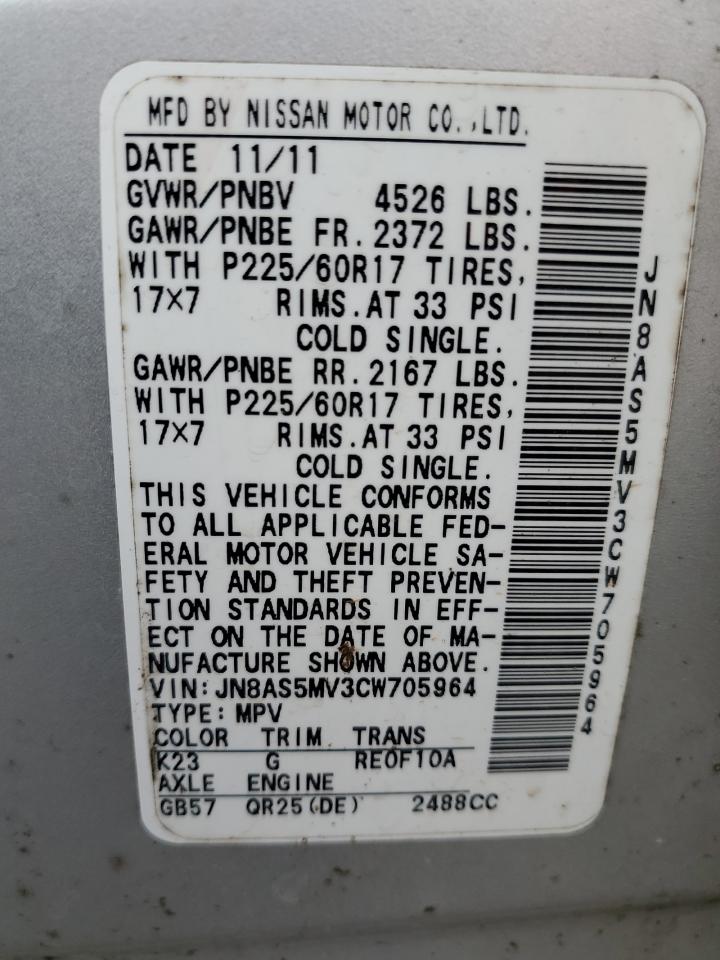 MFD BY NISSAN MOTOR CO.,LTD.
DATE 11/11
GVWR/PNBV 4526 LBS.
GAWR/PNBE FR. 2372 LBS.
WITH P225/60R17 TIRES,
17×7 RIMS. AT 33 PSI
COLD SINGLE.
GAWR/PNBE RR. 2167 LBS.
WITH P225/60R17 TIRES,
17×7 RIMS. AT 33 PSI
COLD SINGLE.
THIS VEHICLE CONFORMS
TO ALL APPLICABLE FED-
ERAL MOTOR VEHICLE SA-
FETY AND THEFT PREVEN-
TION STANDARDS IN EFF-
ECT ON THE DATE OF MA-
NUFACTURE SHOWN ABOVE.
VIN: JN8AS5MV3CW705964
TYPE: MPV
COLOR TRIM TRANS
K23 G RE0F10A
AXLE ENGINE
GB57 QR25(DE) 2488CC
JN8AS5MV3CW705964